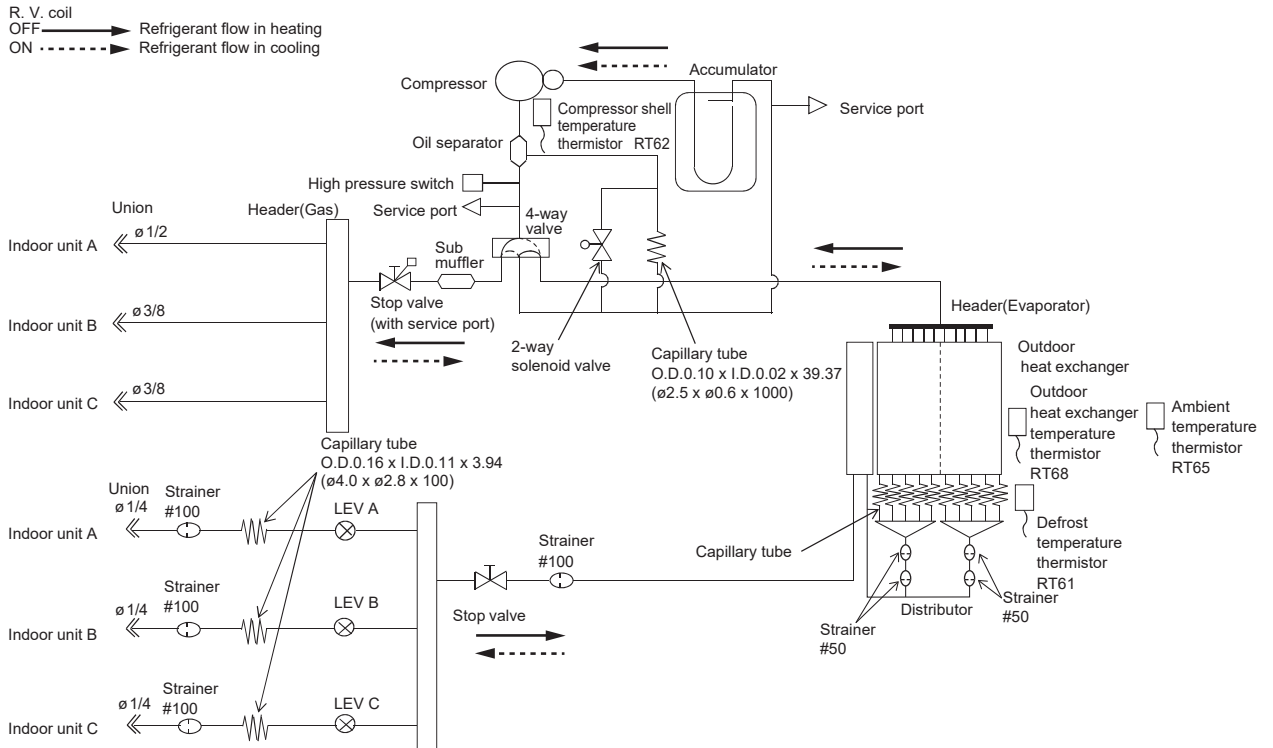 R. V. coil
OFF Refrigerant flow in heating
ON Refrigerant flow in cooling
Compressor
Accumulator
Service port
Compressor shell
temperature
thermistor RT62
Oil separator
High pressure switch
Service port
4-way
valve
Union
Header(Gas)
Sub
muffler
Indoor unit A
ø1/2
Stop valve
(with service port)
Indoor unit B
ø3/8
Indoor unit C
ø3/8
2-way
solenoid valve
Capillary tube
O.D.0.10 x I.D.0.02 x 39.37
(ø2.5 x ø0.6 x 1000)
Header(Evaporator)
Outdoor
heat exchanger
Outdoor
heat exchanger
temperature
thermistor
RT68
Ambient
temperature
thermistor
RT65
Capillary tube
O.D.0.16 x I.D.0.11 x 3.94
(ø4.0 x ø2.8 x 100)
Union
ø1/4
Strainer
#100
LEV A
Indoor unit A
Strainer
#100
ø1/4
LEV B
Indoor unit B
Strainer
#100
ø1/4
LEV C
Indoor unit C
Stop valve
Strainer
#100
Capillary tube
Defrost
temperature
thermistor
RT61
Distributor
Strainer
#50
Strainer
#50